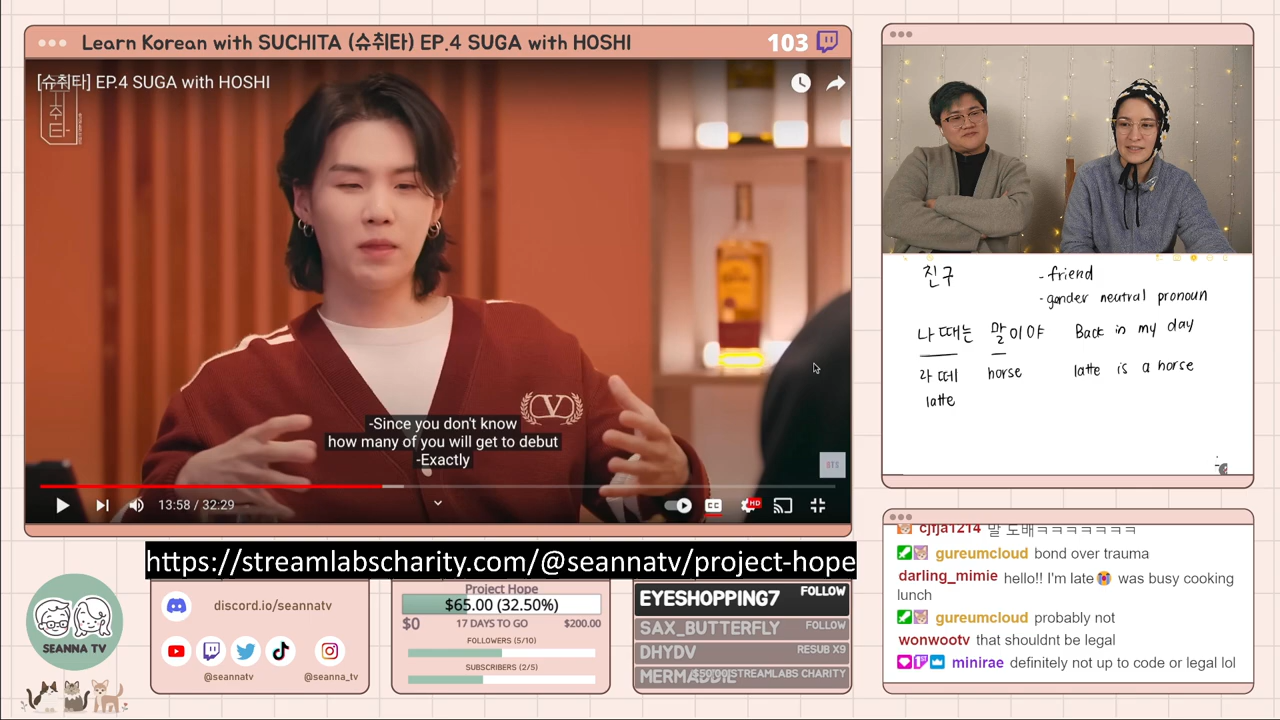 Learn Korean with SUCHITA (슈취타) EP.4 SUGA with HOSHI
103
[슈취타] EP.4 SUGA with HOSHI
-Since you don't know
how many of you will get to debut
-Exactly
BTS
13:58 / 32:29
CC
HD
친구 - friend
- gender neutral pronoun
나 때는 말이야 Back in my day
라떼 horse latte is a horse
latte
https://streamlabscharity.com/@seannatv/project-hope
SEANNA TV
discord.io/seannatv
@seannatv
@seanna_tv
Project Hope
$65.00 (32.50%)
$0 17 DAYS TO GO $200.00
FOLLOWERS (5/10)
SUBSCRIBERS (2/5)
EYESHOPPING7 FOLLOW
SAX_BUTTERFLY FOLLOW
DHYDV RESUB X9
MERMADDIE $50.00 STREAMLABS CHARITY
cjfja1214 말 도배ㅋㅋㅋㅋㅋㅋㅋ
gureumcloud bond over trauma
darling_mimie hello!! I'm late😭 was busy cooking
lunch
gureumcloud probably not
wonwootv that shouldnt be legal
minirae definitely not up to code or legal lol